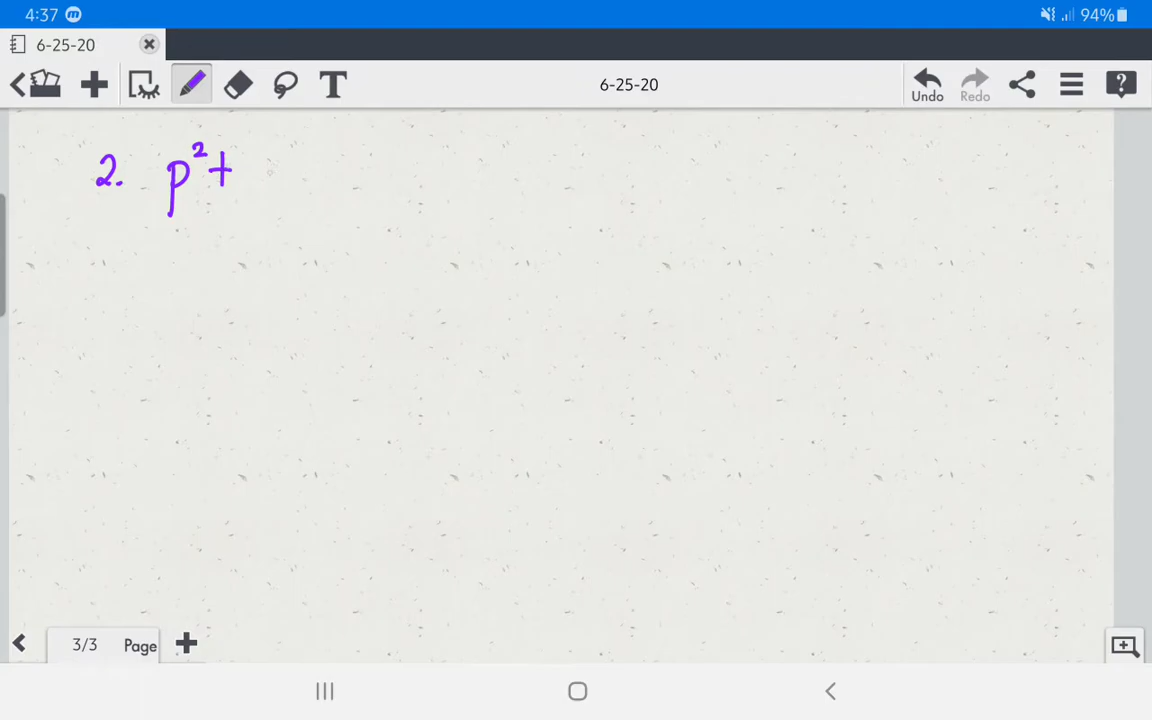 4:37 94%
6-25-20
6-25-20 Undo Redo
2. p²+
3/3 Page